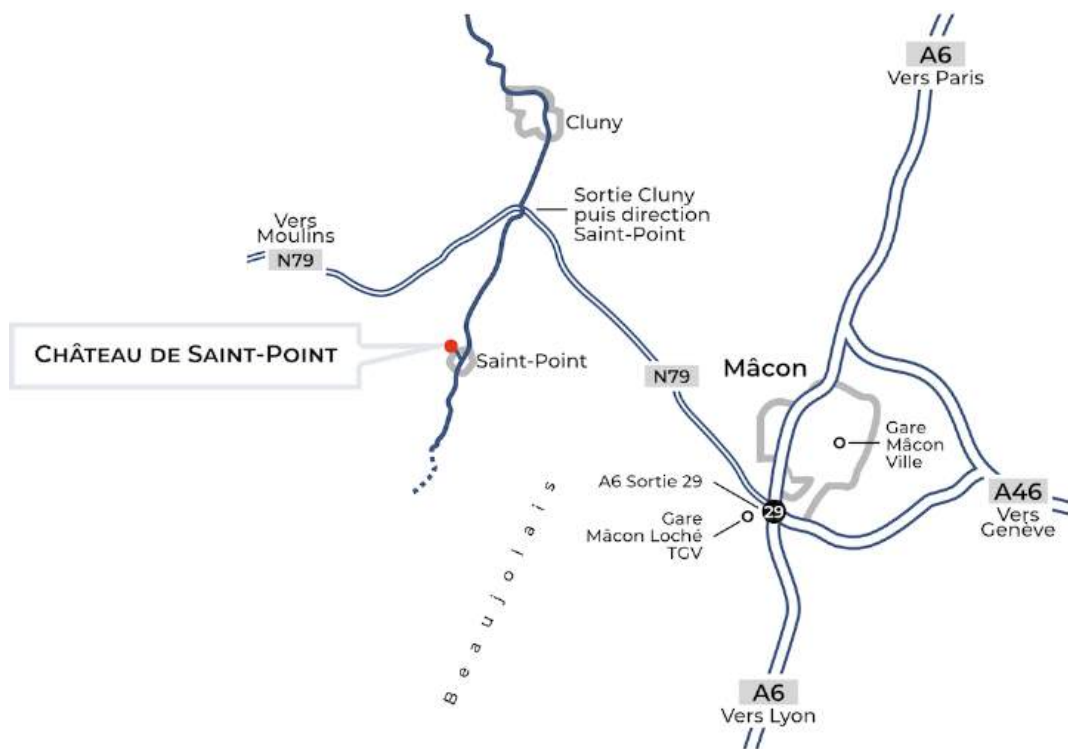 A6
Vers Paris
Cluny
Sortie Cluny
puis direction
Saint-Point
Vers
Moulins
N79
CHÂTEAU DE SAINT-POINT
Saint-Point
N79
Mâcon
Gare
Mâcon
Ville
A6 Sortie 29
29
Gare
Mâcon Loché
TGV
A46
Vers
Genève
Beaujolais
A6
Vers Lyon